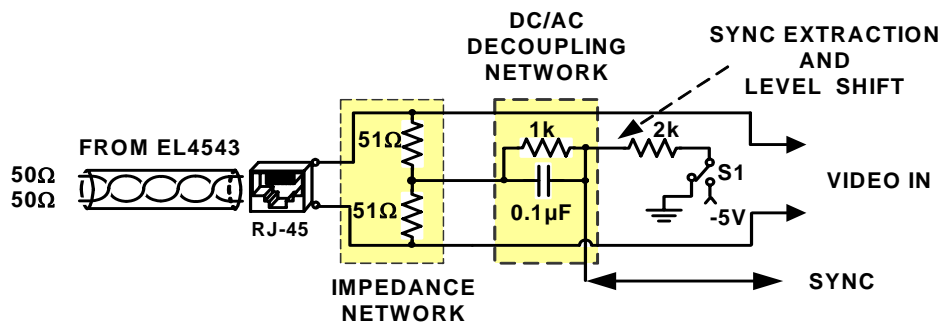 DC/AC
DECOUPLING
NETWORK
SYNC EXTRACTION
AND
LEVEL SHIFT
FROM EL4543
50Ω
50Ω
RJ-45
51Ω
51Ω
1k
0.1µF
2k
S1
-5V
VIDEO IN
IMPEDANCE
NETWORK
SYNC